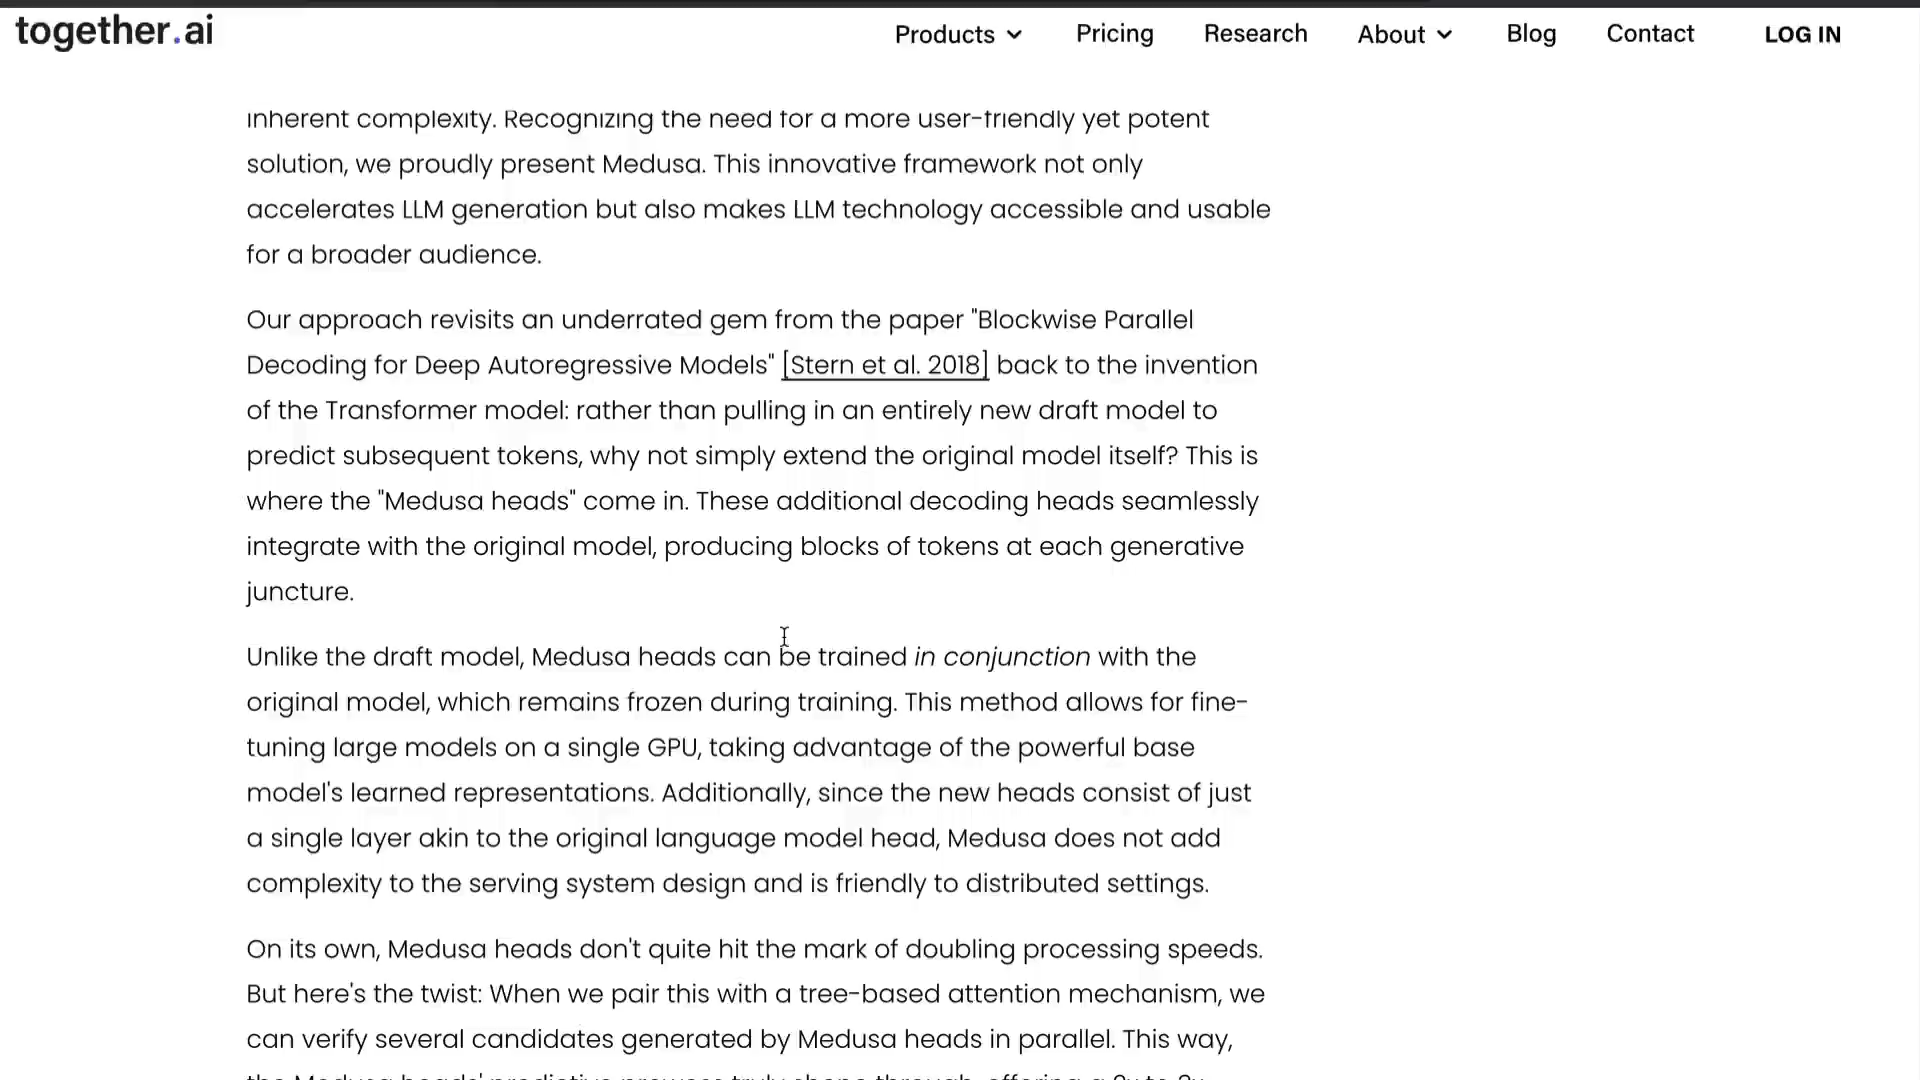 together.ai
Products
Pricing
Research
About
Blog
Contact
LOG IN
inherent complexity. Recognizing the need for a more user-friendly yet potent
solution, we proudly present Medusa. This innovative framework not only
accelerates LLM generation but also makes LLM technology accessible and usable
for a broader audience.
Our approach revisits an underrated gem from the paper "Blockwise Parallel
Decoding for Deep Autoregressive Models" [Stern et al. 2018] back to the invention
of the Transformer model: rather than pulling in an entirely new draft model to
predict subsequent tokens, why not simply extend the original model itself? This is
where the "Medusa heads" come in. These additional decoding heads seamlessly
integrate with the original model, producing blocks of tokens at each generative
juncture.
Unlike the draft model, Medusa heads can be trained in conjunction with the
original model, which remains frozen during training. This method allows for fine-
tuning large models on a single GPU, taking advantage of the powerful base
model's learned representations. Additionally, since the new heads consist of just
a single layer akin to the original language model head, Medusa does not add
complexity to the serving system design and is friendly to distributed settings.
On its own, Medusa heads don't quite hit the mark of doubling processing speeds.
But here's the twist: When we pair this with a tree-based attention mechanism, we
can verify several candidates generated by Medusa heads in parallel. This way,
the Medusa heads' predictive prowess truly shone through, offering a